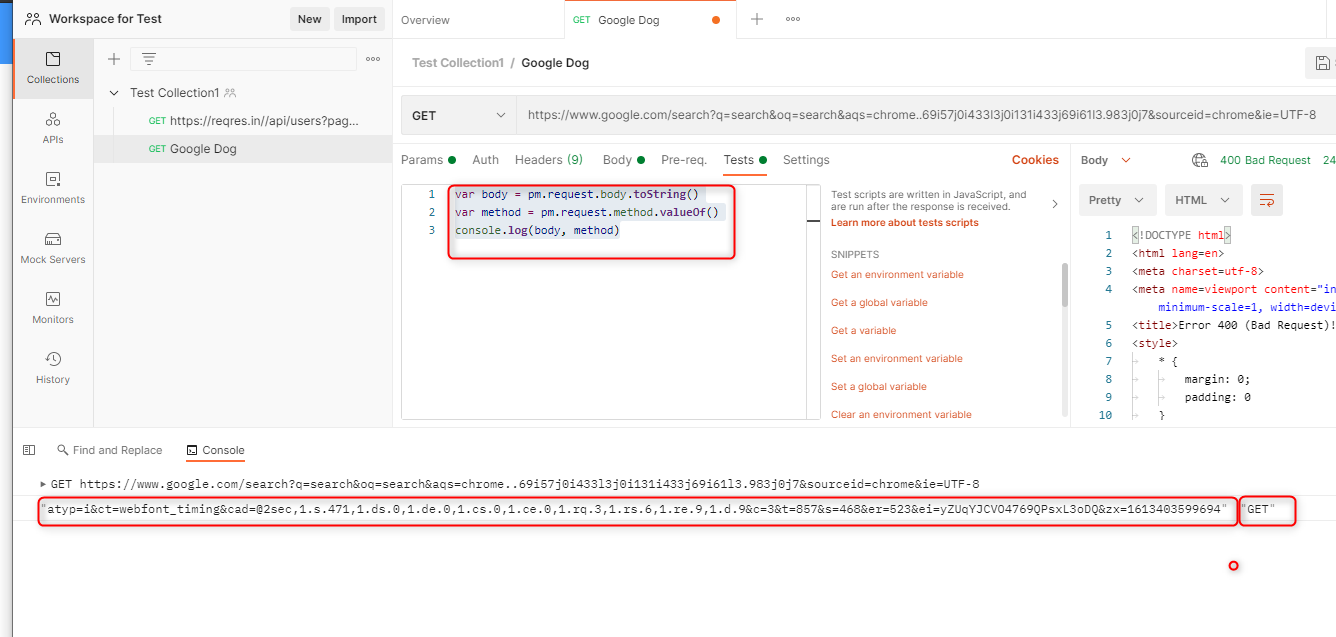 Workspace for Test
New
Import
Overview
GET Google Dog
Collections
APIs
Environments
Mock Servers
Monitors
History
Test Collection1
GET https://reqres.in//api/users?pag...
GET Google Dog
Test Collection1 / Google Dog
GET
https://www.google.com/search?q=search&oq=search&aqs=chrome..69i57j0i433l3j0i131i433j69i61l3.983j0j7&sourceid=chrome&ie=UTF-8
Params Auth Headers (9) Body Pre-req. Tests Settings
Cookies
1 var body = pm.request.body.toString()
2 var method = pm.request.method.valueOf()
3 console.log(body, method)
Test scripts are written in JavaScript, and
are run after the response is received.
Learn more about tests scripts
SNIPPETS
Get an environment variable
Get a global variable
Get a variable
Set an environment variable
Set a global variable
Clear an environment variable
Body
400 Bad Request 24
Pretty
HTML
1 <!DOCTYPE html>
2 <html lang=en>
3 <meta charset=utf-8>
4 <meta name=viewport content="in
minimum-scale=1, width=devi
5 <title>Error 400 (Bad Request)!
6 <style>
7 * {
8 margin: 0;
9 padding: 0
10 }
Find and Replace
Console
GET https://www.google.com/search?q=search&oq=search&aqs=chrome..69i57j0i433l3j0i131i433j69i61l3.983j0j7&sourceid=chrome&ie=UTF-8
"atyp=i&ct=webfont_timing&cad=@2sec,1.s.471,1.ds.0,1.de.0,1.cs.0,1.ce.0,1.rq.3,1.rs.6,1.re.9,1.d.9&c=3&t=857&s=468&er=523&ei=yZUqYJCVO4769QPsxL3oDQ&zx=1613403599694" "GET"